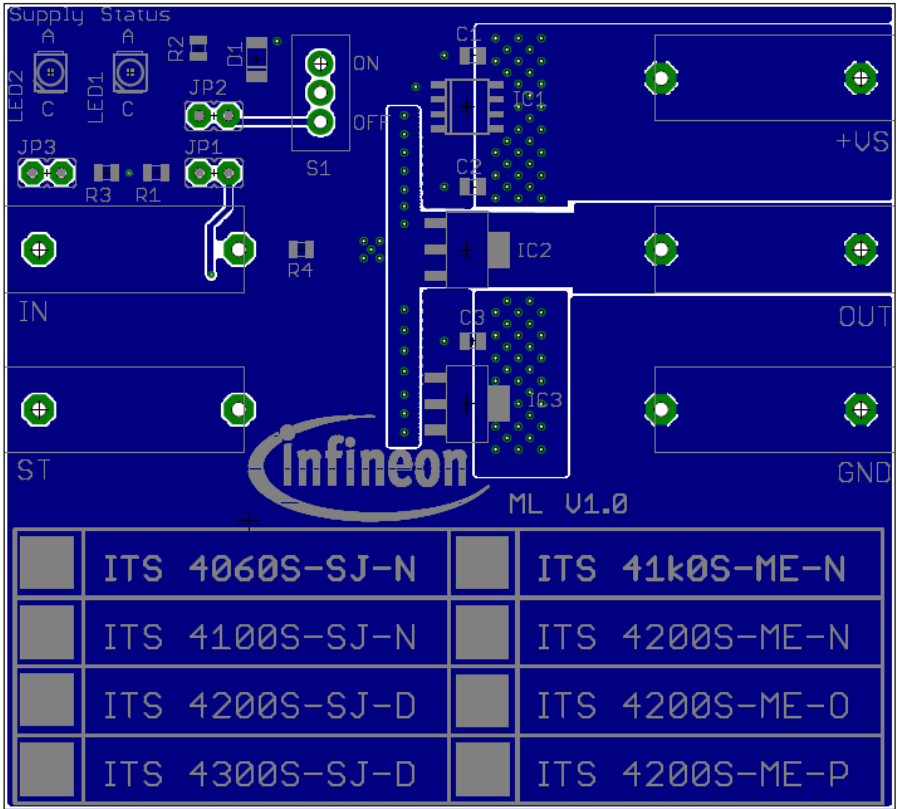 Supply Status
A A
LED2 LED1
C C
R2 D1
ON
OFF
S1
C1
IC1
+VS
JP2
JP3 JP1
R3 R1
C2
R4
IC2
IN
OUT
C3
IC3
ST
GND
infineon
ML V1.0
ITS 4060S-SJ-N ITS 41k0S-ME-N
ITS 4100S-SJ-N ITS 4200S-ME-N
ITS 4200S-SJ-D ITS 4200S-ME-O
ITS 4300S-SJ-D ITS 4200S-ME-P